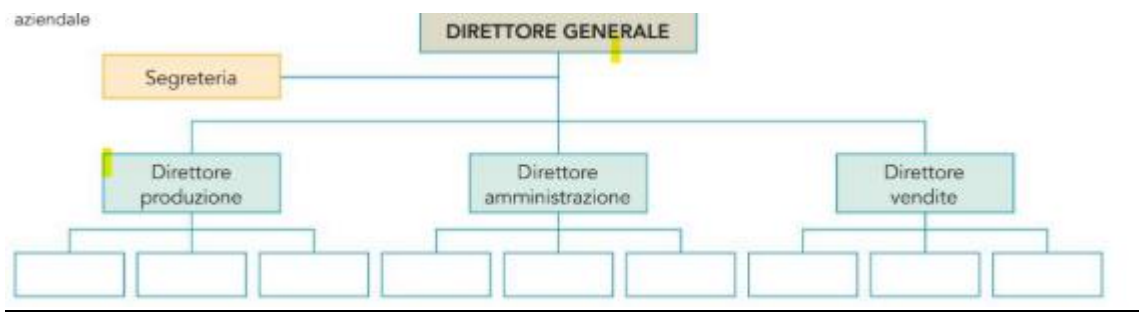 aziendale
DIRETTORE GENERALE
Segreteria
Direttore
produzione
Direttore
amministrazione
Direttore
vendite